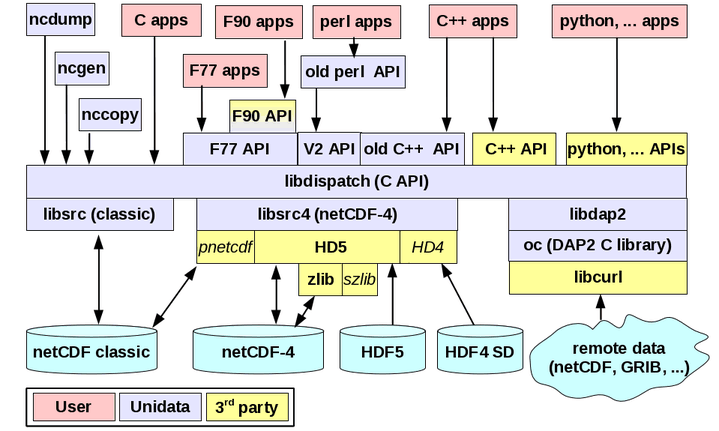 ncdump
C apps
F90 apps
perl apps
C++ apps
python, ... apps
ncgen
F77 apps
old perl API
nccopy
F90 API
F77 API
V2 API
old C++ API
C++ API
python, ... APIs
libdispatch (C API)
libsrc (classic)
libsrc4 (netCDF-4)
libdap2
pnetcdf
HD5
HD4
oc (DAP2 C library)
zlib
szlib
libcurl
netCDF classic
netCDF-4
HDF5
HDF4 SD
remote data
(netCDF, GRIB, ...)
User
Unidata
3rd party